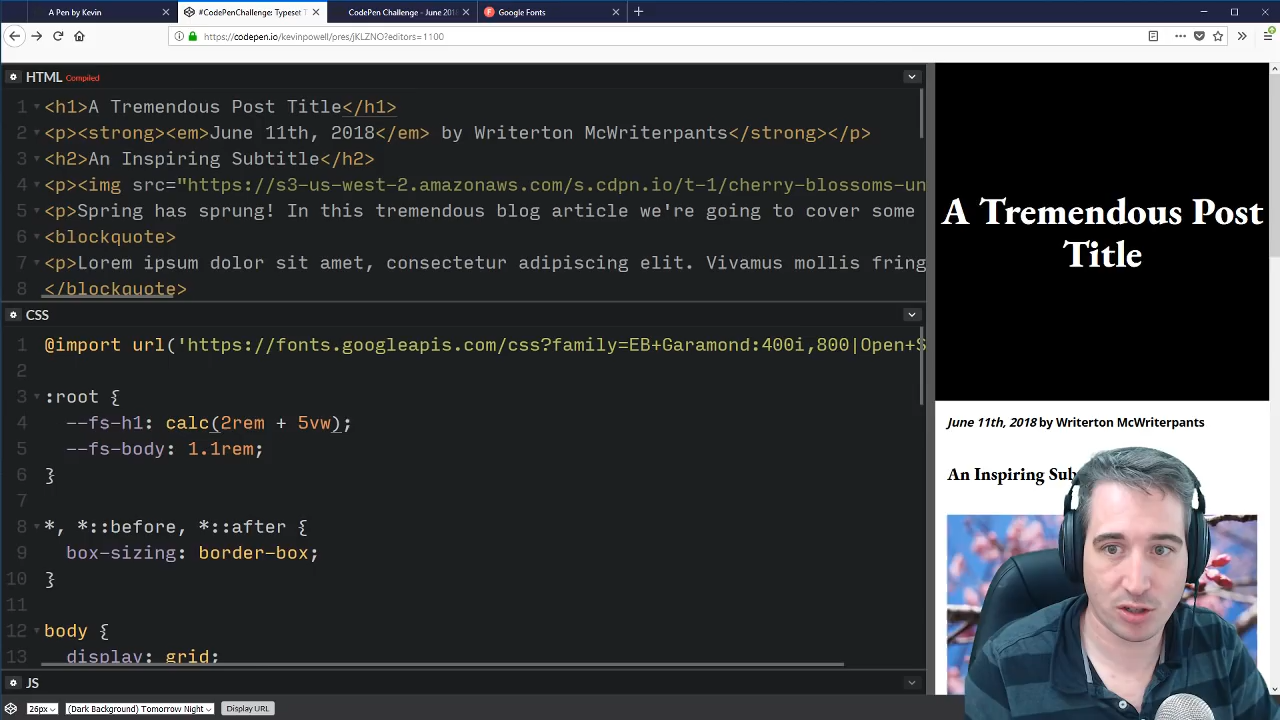 A Pen by Kevin
#CodePenChallenge: Typeset T
CodePen Challenge - June 201
Google Fonts
https://codepen.io/kevinpowell/pres/jKLZNO?editors=1100
HTML Compiled
1 <h1>A Tremendous Post Title</h1>
2 <p><strong><em>June 11th, 2018</em> by Writerton McWriterpants</strong></p>
3 <h2>An Inspiring Subtitle</h2>
4 <p><img src="https://s3-us-west-2.amazonaws.com/s.cdpn.io/t-1/cherry-blossoms-un
5 <p>Spring has sprung! In this tremendous blog article we're going to cover some
6 <blockquote>
7 <p>Lorem ipsum dolor sit amet, consectetur adipiscing elit. Vivamus mollis fring
8 </blockquote>
CSS
1 @import url('https://fonts.googleapis.com/css?family=EB+Garamond:400i,800|Open+S
2
3 :root {
4 --fs-h1: calc(2rem + 5vw);
5 --fs-body: 1.1rem;
6 }
7
8 *, *::before, *::after {
9 box-sizing: border-box;
10 }
11
12 body {
13 display: grid;
JS
26px
(Dark Background) Tomorrow Night
Display URL
A Tremendous Post
Title
June 11th, 2018 by Writerton McWriterpants
An Inspiring Sub